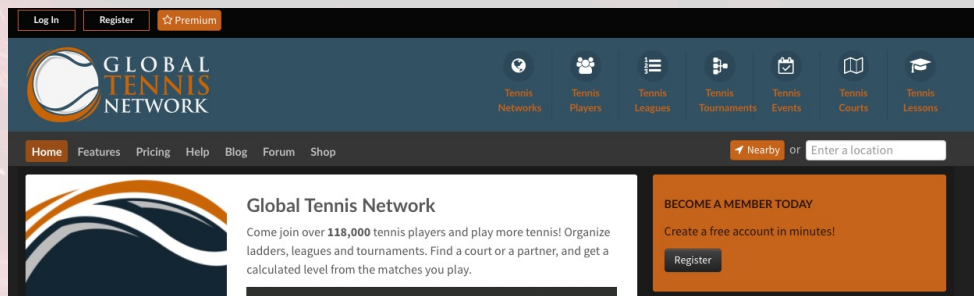 Log In Register Premium
GLOBAL
TENNIS
NETWORK
Tennis Networks
Tennis Players
Tennis Leagues
Tennis Tournaments
Tennis Events
Tennis Courts
Tennis Lessons
Home Features Pricing Help Blog Forum Shop
Nearby or Enter a location
Global Tennis Network
Come join over 118,000 tennis players and play more tennis! Organize
ladders, leagues and tournaments. Find a court or a partner, and get a
calculated level from the matches you play.
BECOME A MEMBER TODAY
Create a free account in minutes!
Register